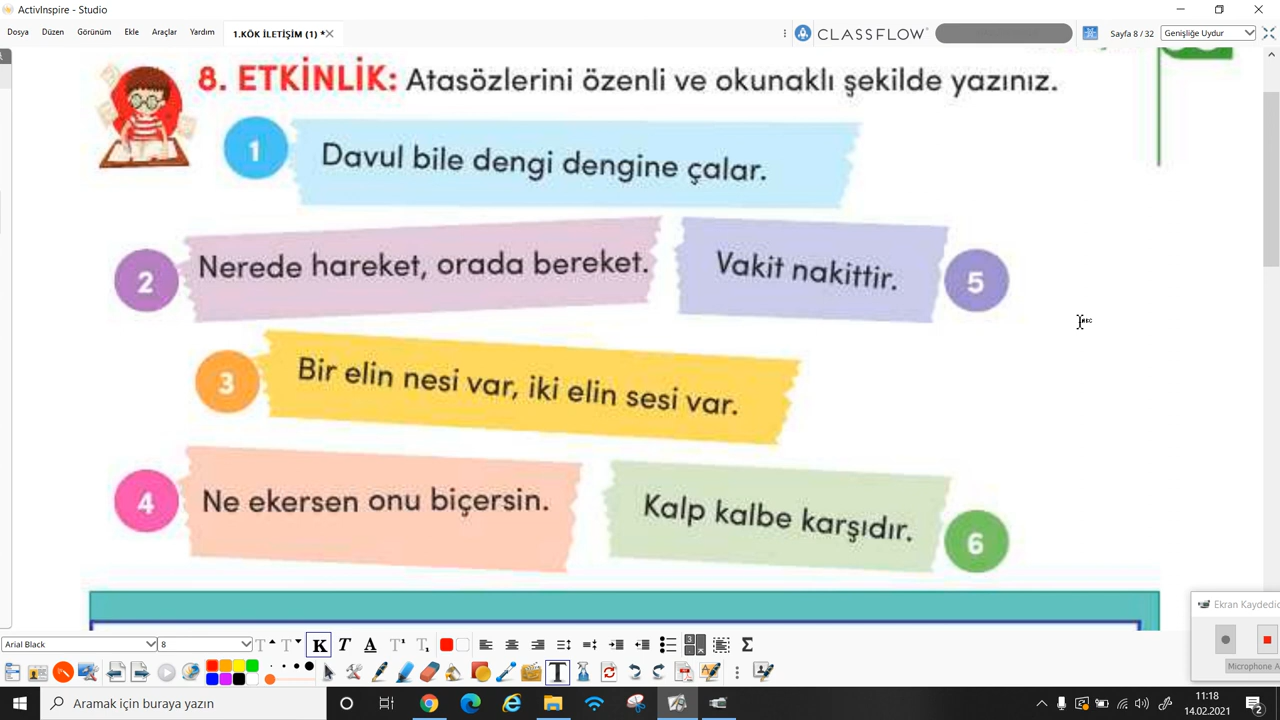 ActivInspire - Studio
Dosya Düzen Görünüm Ekle Araçlar Yardım
1.KÖK İLETİŞİM (1) *
CLASSFLOW
Sayfa 8 / 32
Genişliğe Uydur
8. ETKİNLİK: Atasözlerini özenli ve okunaklı şekilde yazınız.
1 Davul bile dengi dengine çalar.
2 Nerede hareket, orada bereket.
Vakit nakittir. 5
3 Bir elin nesi var, iki elin sesi var.
4 Ne ekersen onu biçersin.
Kalp kalbe karşıdır. 6
Ekran Kaydedic
Microphone A
Arial Black 8
Aramak için buraya yazın
11:18
14.02.2021
2